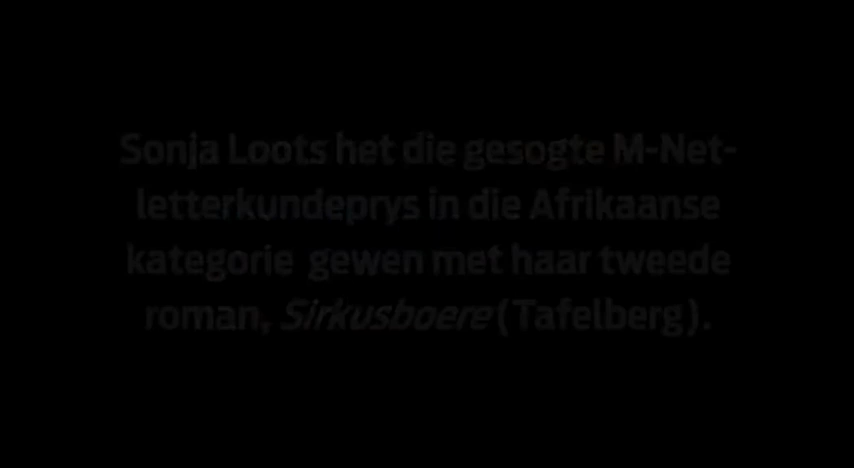 Sonja Loots het die gesogte M-Net-
letterkundeprys in die Afrikaanse
kategorie gewen met haar tweede
roman, Sirkusboere (Tafelberg).